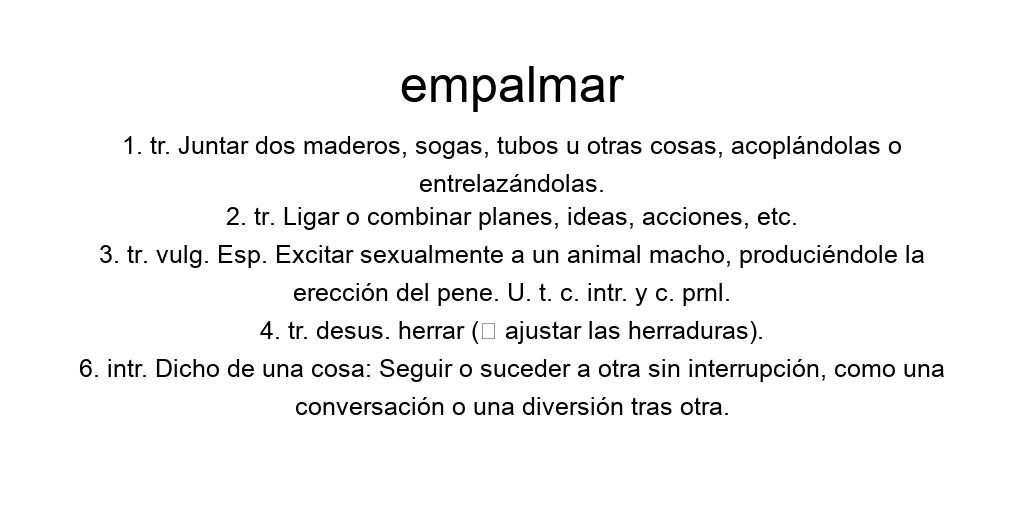 empalmar
1. tr. Juntar dos maderos, sogas, tubos u otras cosas, acoplándolas o
entrelazándolas.
2. tr. Ligar o combinar planes, ideas, acciones, etc.
3. tr. vulg. Esp. Excitar sexualmente a un animal macho, produciéndole la
erección del pene. U. t. c. intr. y c. prnl.
4. tr. desus. herrar (□ ajustar las herraduras).
6. intr. Dicho de una cosa: Seguir o suceder a otra sin interrupción, como una
conversación o una diversión tras otra.